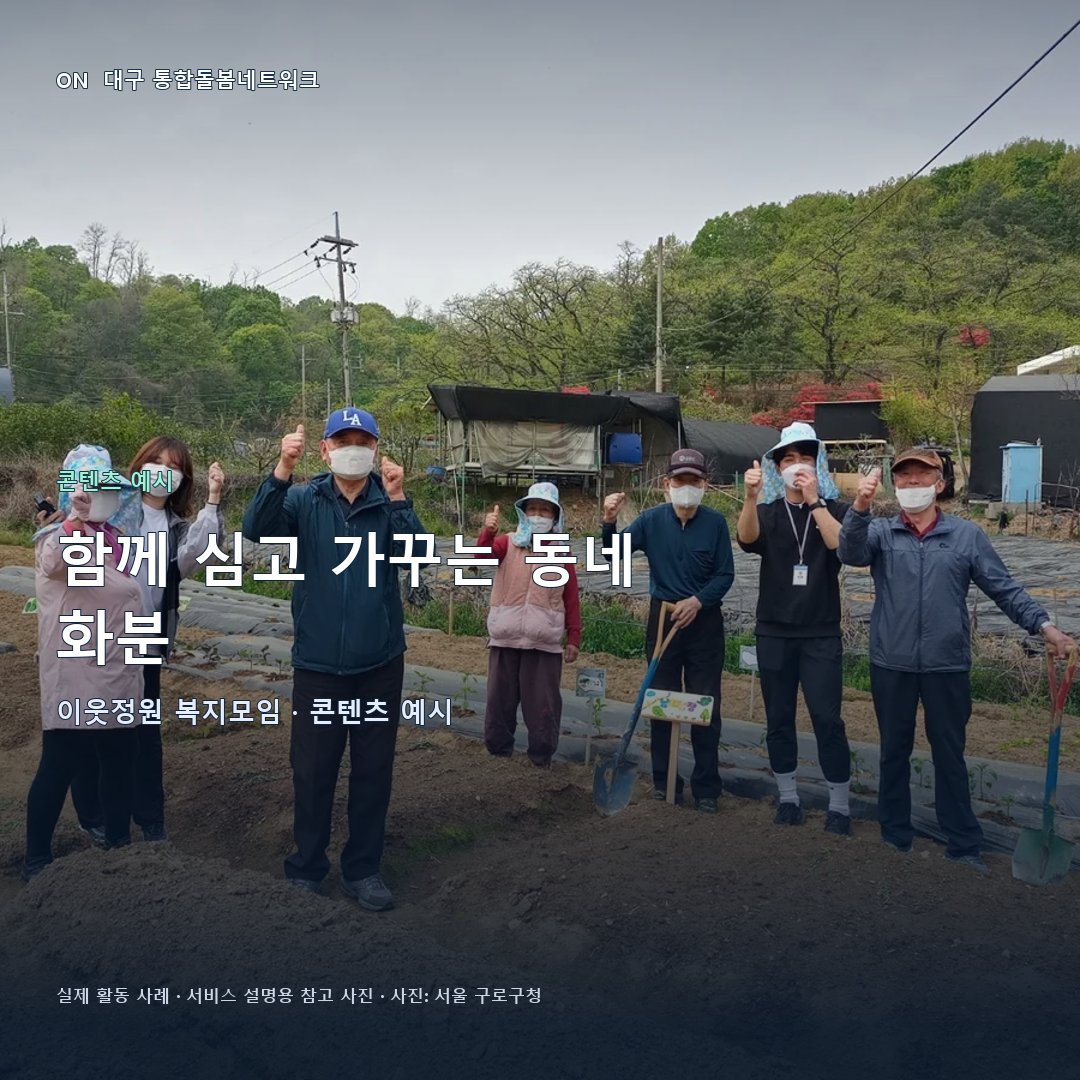 ON 대구 통합돌봄네트워크
LA
콘텐츠 예시
함께 심고 가꾸는 동네
화분
이웃정원 복지모임 · 콘텐츠 예시
실제 활동 사례 · 서비스 설명용 참고 사진 · 사진: 서울 구로구청